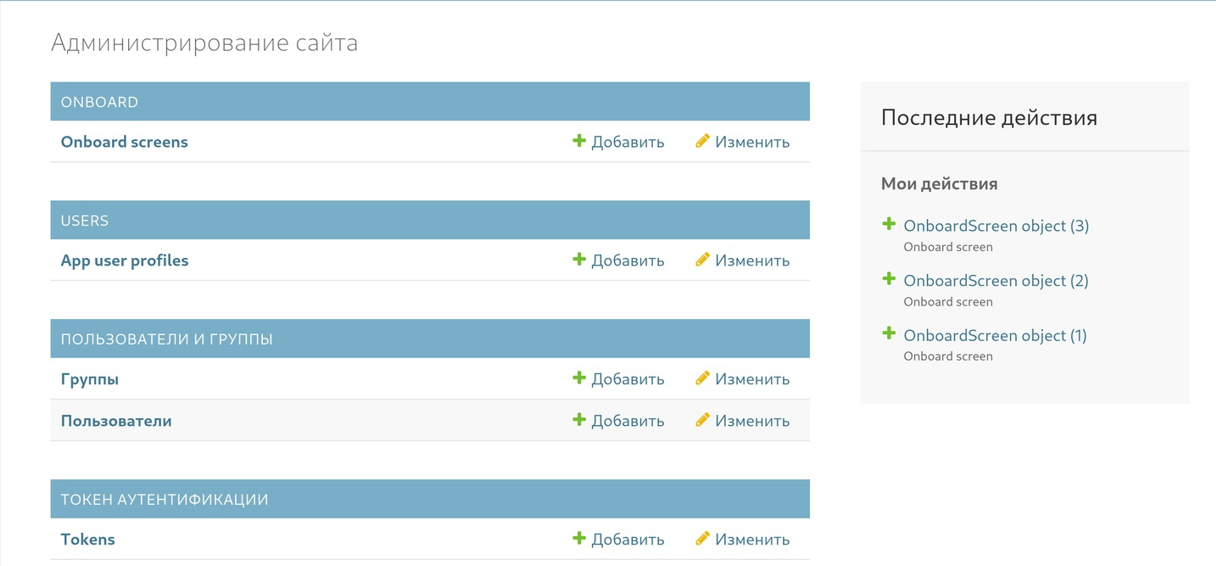 Администрирование сайта
ONBOARD
Onboard screens Добавить Изменить
USERS
App user profiles Добавить Изменить
ПОЛЬЗОВАТЕЛИ И ГРУППЫ
Группы Добавить Изменить
Пользователи Добавить Изменить
ТОКЕН АУТЕНТИФИКАЦИИ
Tokens Добавить Изменить
Последние действия
Мои действия
OnboardScreen object (3)
Onboard screen
OnboardScreen object (2)
Onboard screen
OnboardScreen object (1)
Onboard screen